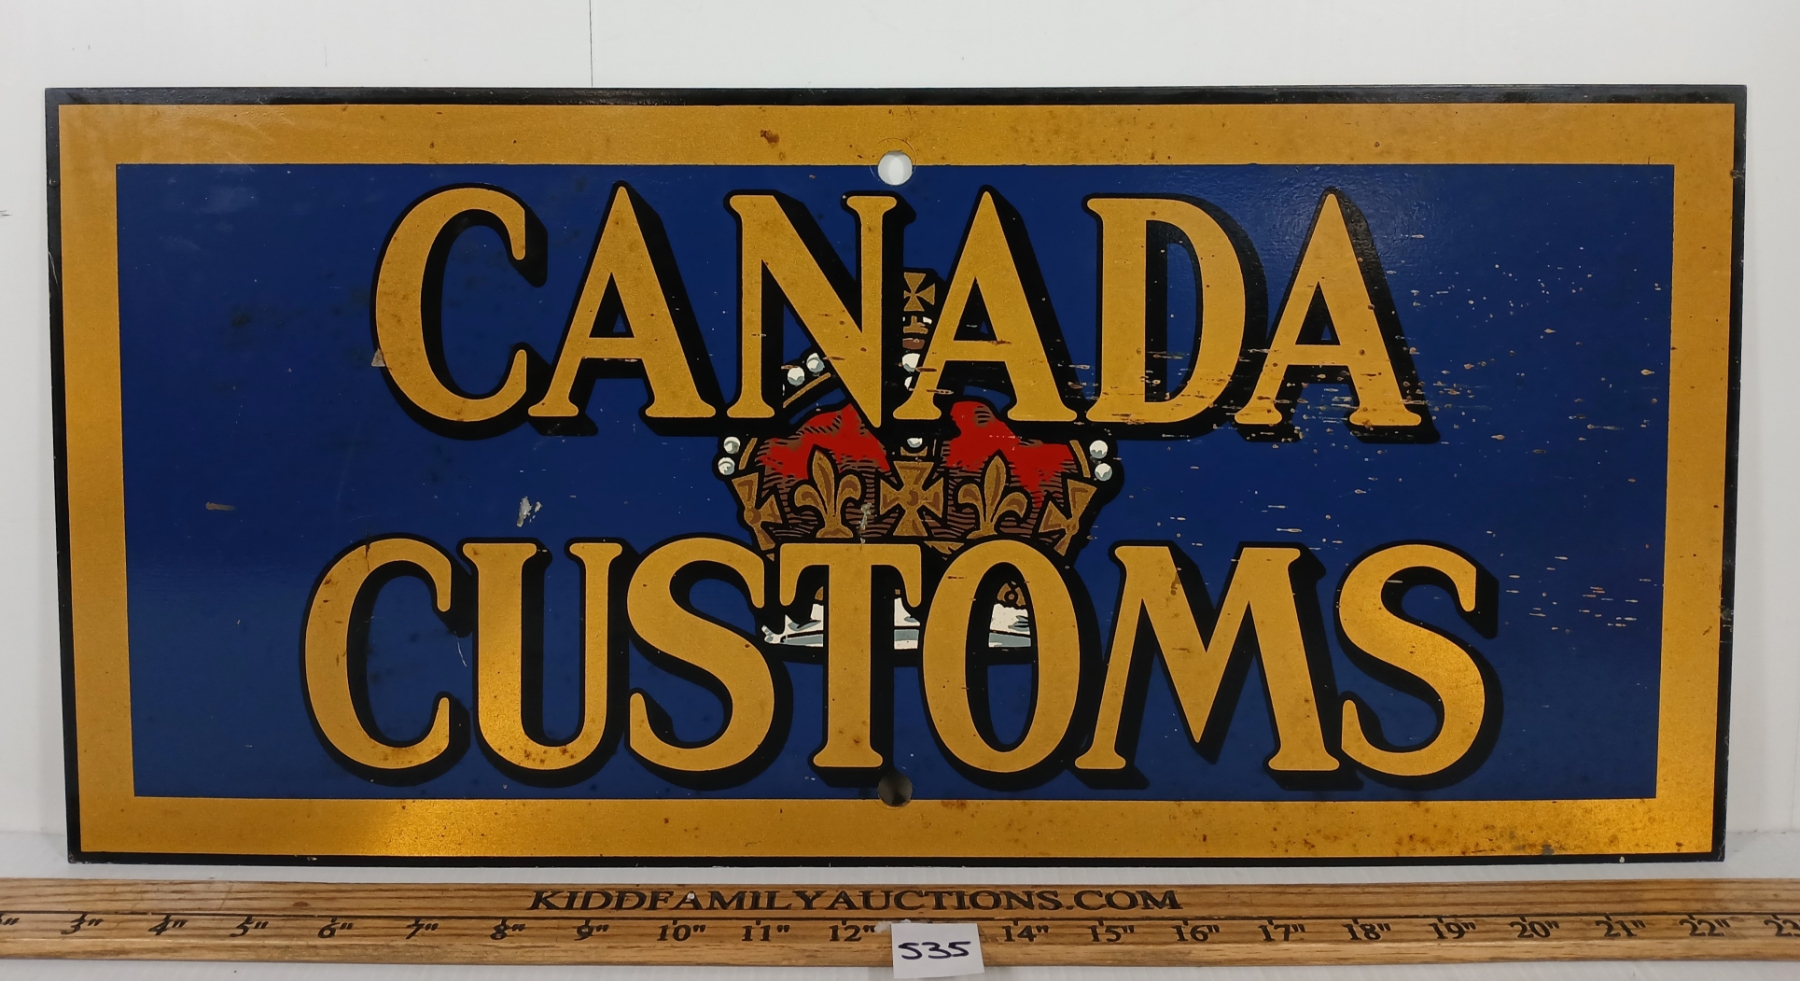 CANADA
CUSTOMS
KIDDFAMILYAUCTIONS.COM
3" 4" 5" 6" 7" 8" 9" 10" 11" 12" 14" 15" 16" 17" 18" 19" 20" 21" 22" 23
535